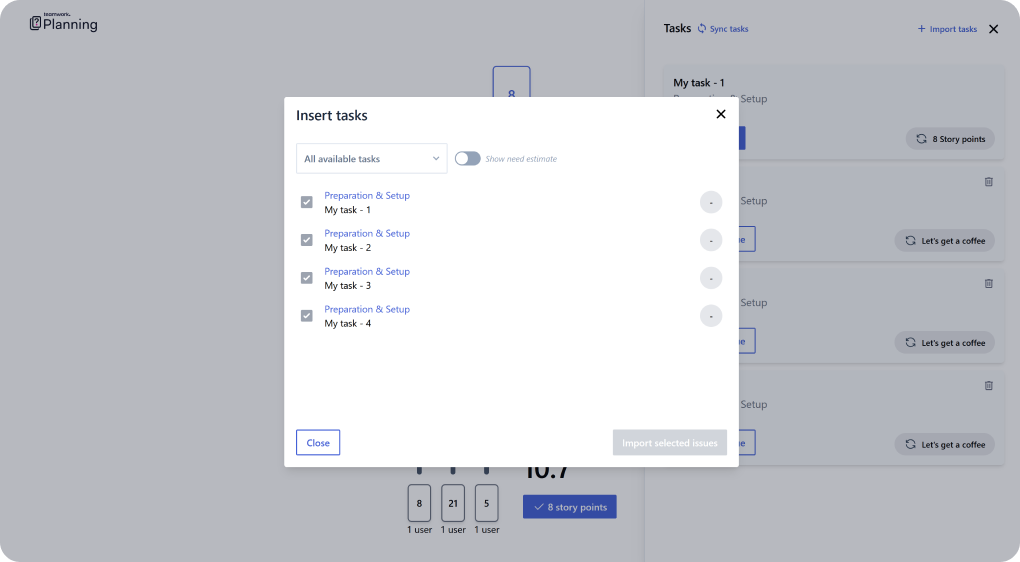 teamwork.
Planning
Tasks
Sync tasks
Import tasks
My task - 1
8
Insert tasks
Setup
8 Story points
All available tasks
Show need estimate
Preparation & Setup
My task - 1
-
Setup
Preparation & Setup
My task - 2
-
Let's get a coffee
Preparation & Setup
My task - 3
-
Setup
Preparation & Setup
My task - 4
-
Let's get a coffee
Setup
Close
Import selected issues
Let's get a coffee
10.7
8
21
5
8 story points
1 user
1 user
1 user